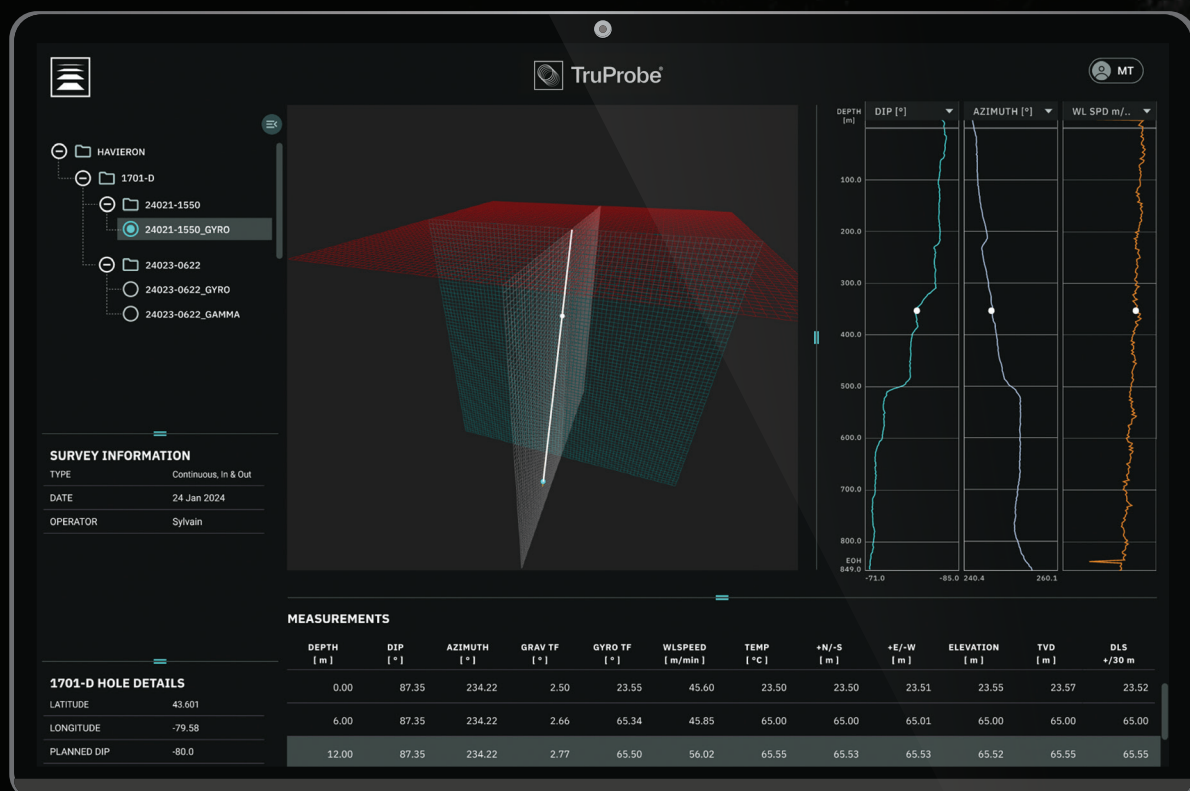 TruProbe®
MT
HAVIERON
1701-D
24021-1550
24021-1550_GYRO
24023-0622
24023-0622_GYRO
24023-0622_GAMMA
SURVEY INFORMATION
TYPE Continuous, In & Out
DATE 24 Jan 2024
OPERATOR Sylvain
1701-D HOLE DETAILS
LATITUDE 43.601
LONGITUDE -79.58
PLANNED DIP -80.0
DEPTH DIP [°] AZIMUTH [°] WL SPD m/..
[m]
100.0
200.0
300.0
400.0
500.0
600.0
700.0
800.0
EOH
849.0
-71.0 -85.0 240.4 260.1
MEASUREMENTS
DEPTH DIP AZIMUTH GRAV TF GYRO TF WLSPEED TEMP +N/-S +E/-W ELEVATION TVD DLS
[ m ] [ ° ] [ ° ] [ ° ] [ ° ] [ m/min ] [ °C ] [ m ] [ m ] [ m ] [ m ] +/30 m
0.00 87.35 234.22 2.50 23.55 45.60 23.50 23.50 23.51 23.55 23.57 23.52
6.00 87.35 234.22 2.66 65.34 45.85 65.00 65.00 65.01 65.00 65.00 65.00
12.00 87.35 234.22 2.77 65.50 56.02 65.55 65.53 65.53 65.52 65.55 65.55